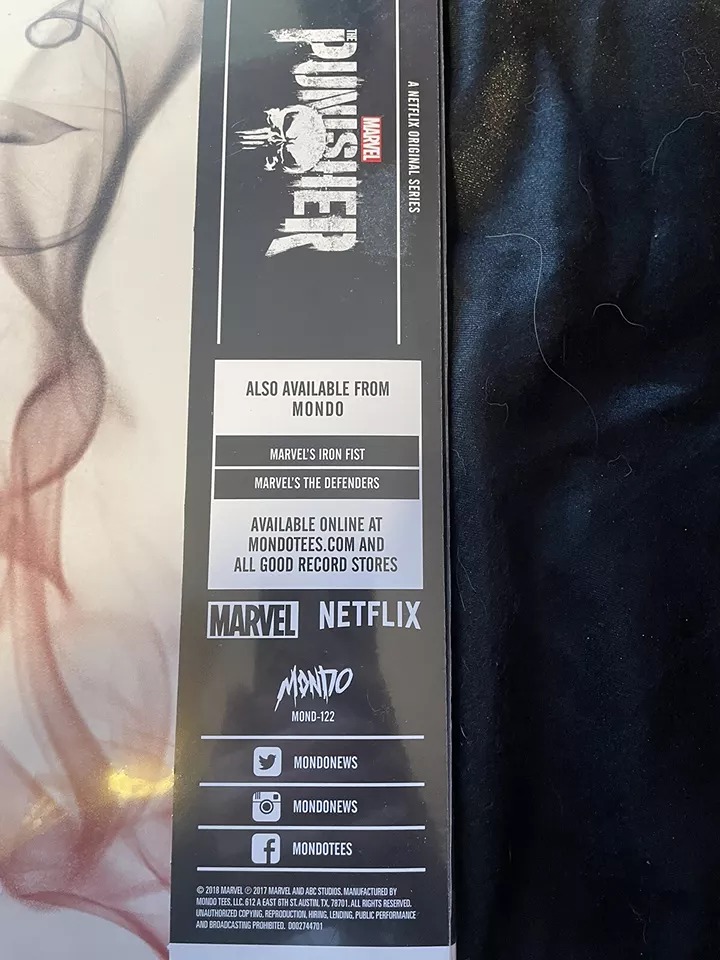 THE
PUNISHER
MARVEL
A NETFLIX ORIGINAL SERIES
ALSO AVAILABLE FROM
MONDO
MARVEL'S IRON FIST
MARVEL'S THE DEFENDERS
AVAILABLE ONLINE AT
MONDOTEES.COM AND
ALL GOOD RECORD STORES
MARVEL NETFLIX
MONDO
MOND-122
MONDONEWS
MONDONEWS
MONDOTEES
© 2018 MARVEL ℗ 2017 MARVEL AND ABC STUDIOS. MANUFACTURED BY
MONDO TEES, LLC. 612 A EAST 6TH ST. AUSTIN, TX, 78701. ALL RIGHTS RESERVED.
UNAUTHORIZED COPYING, REPRODUCTION, HIRING, LENDING, PUBLIC PERFORMANCE
AND BROADCASTING PROHIBITED. 0002744701